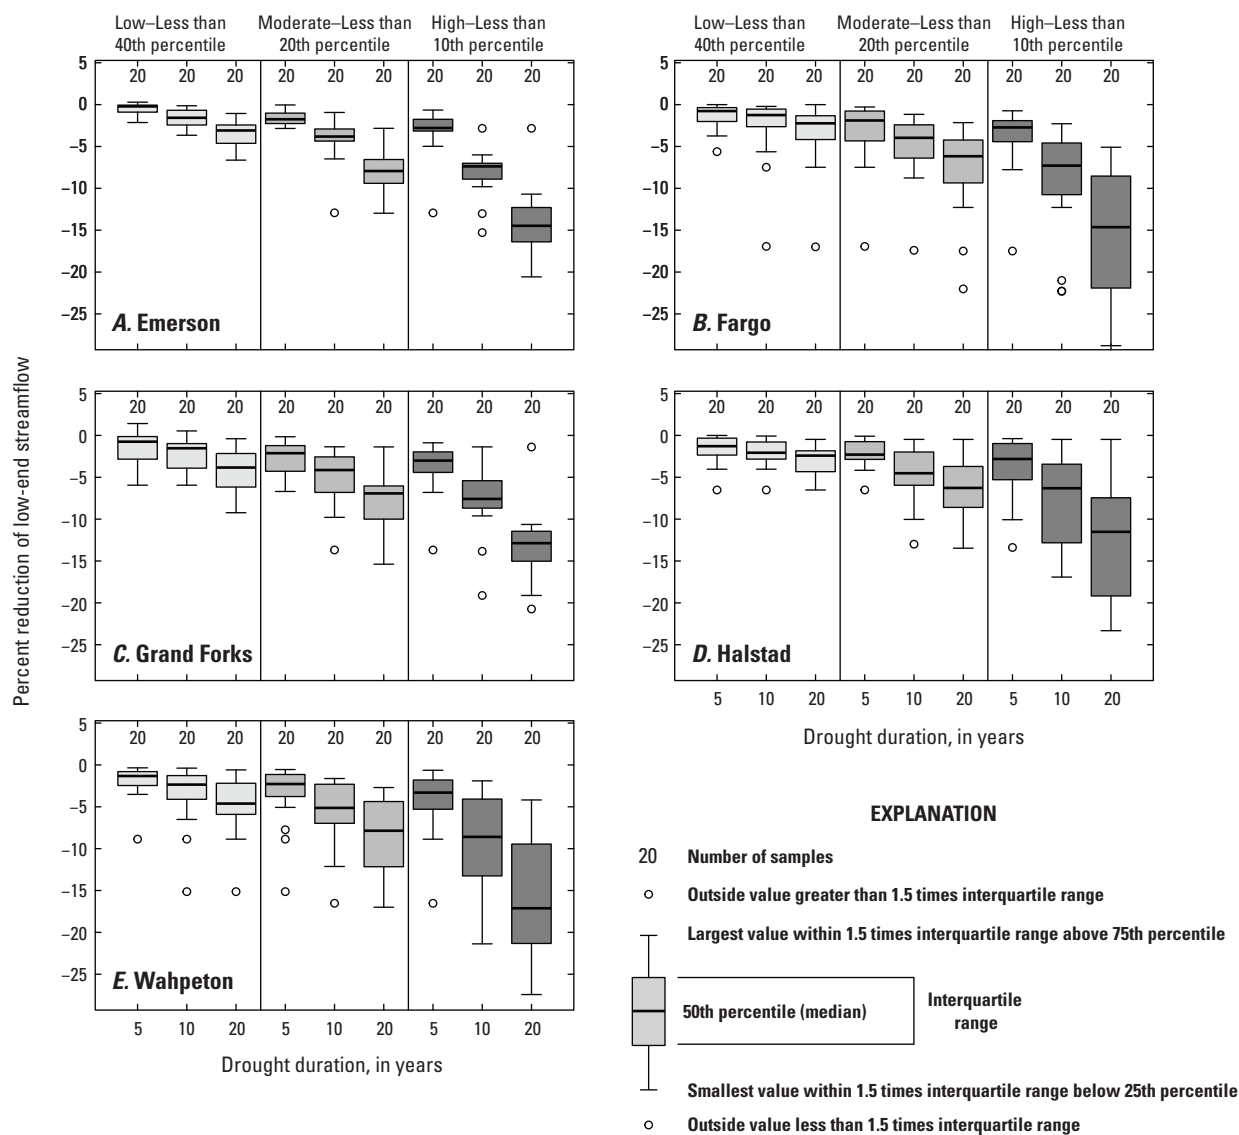 Low–Less than
40th percentile
Moderate–Less than
20th percentile
High–Less than
10th percentile
Low–Less than
40th percentile
Moderate–Less than
20th percentile
High–Less than
10th percentile
Percent reduction of low-end streamflow
5
0
–5
–10
–15
–20
–25
20 20 20 20 20 20 20 20 20
A. Emerson
5
0
–5
–10
–15
–20
–25
20 20 20 20 20 20 20 20 20
B. Fargo
5
0
–5
–10
–15
–20
–25
20 20 20 20 20 20 20 20 20
C. Grand Forks
5
0
–5
–10
–15
–20
–25
20 20 20 20 20 20 20 20 20
D. Halstad
5 10 20 5 10 20 5 10 20
Drought duration, in years
5
0
–5
–10
–15
–20
–25
20 20 20 20 20 20 20 20 20
E. Wahpeton
5 10 20 5 10 20 5 10 20
Drought duration, in years
EXPLANATION
20 Number of samples
Outside value greater than 1.5 times interquartile range
Largest value within 1.5 times interquartile range above 75th percentile
50th percentile (median)
Interquartile
range
Smallest value within 1.5 times interquartile range below 25th percentile
Outside value less than 1.5 times interquartile range